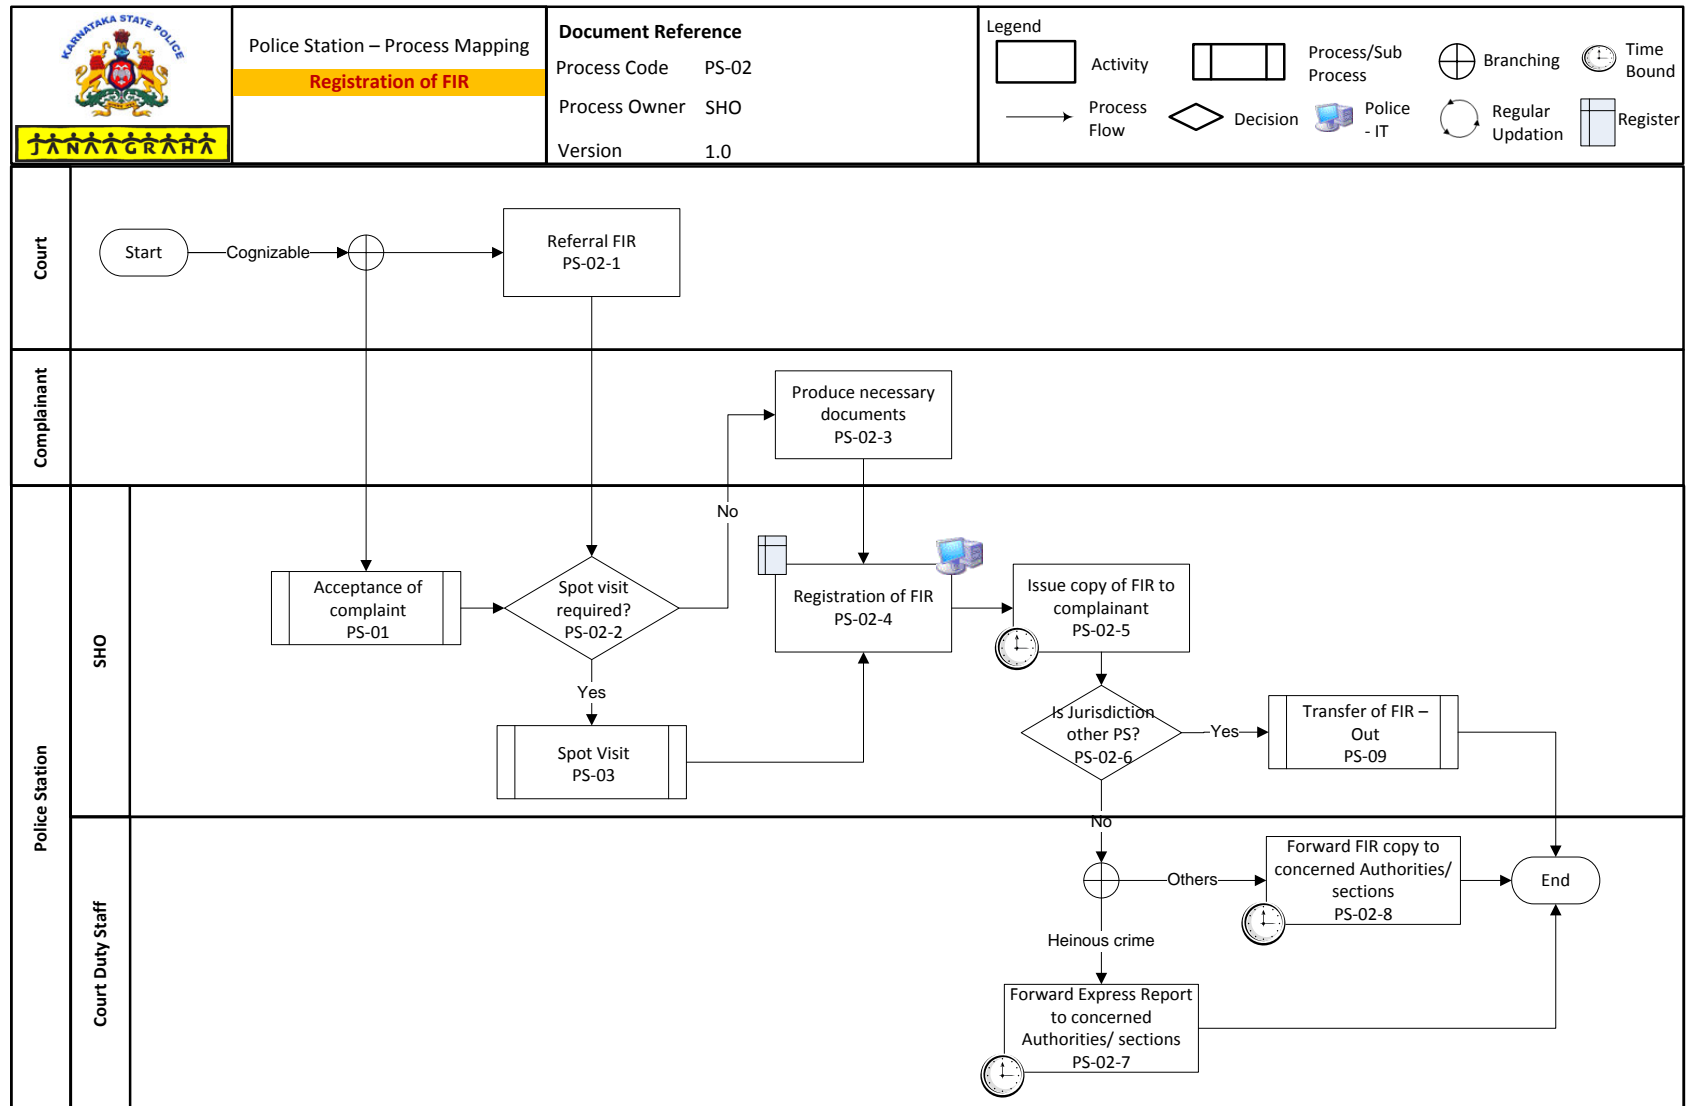 KARNATAKA STATE POLICE
JANAAGRAHA
Police Station – Process Mapping
Registration of FIR
Document Reference
Process Code PS-02
Process Owner SHO
Version 1.0
Legend
Activity
Process/Sub
Process
Branching
Time
Bound
Process
Flow
Decision
Police
- IT
Regular
Updation
Register
Court
Start
Cognizable
Referral FIR
PS-02-1
Complainant
Produce necessary
documents
PS-02-3
Police Station
SHO
No
Acceptance of
complaint
PS-01
Spot visit
required?
PS-02-2
Registration of FIR
PS-02-4
Issue copy of FIR to
complainant
PS-02-5
Yes
Spot Visit
PS-03
Is Jurisdiction
other PS?
PS-02-6
Yes
Transfer of FIR –
Out
PS-09
Court Duty Staff
No
Others
Forward FIR copy to
concerned Authorities/
sections
PS-02-8
End
Heinous crime
Forward Express Report
to concerned
Authorities/ sections
PS-02-7